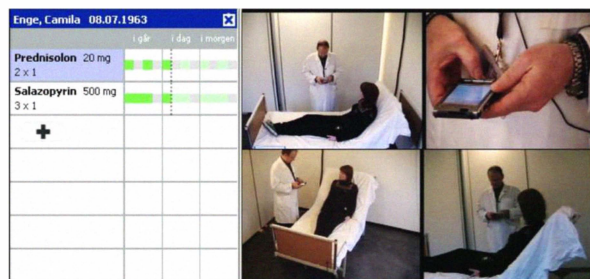 Enge, Camila 08.07.1963
i går i dag i morgen
Prednisolon 20 mg
2 x 1
Salazopyrin 500 mg
3 x 1